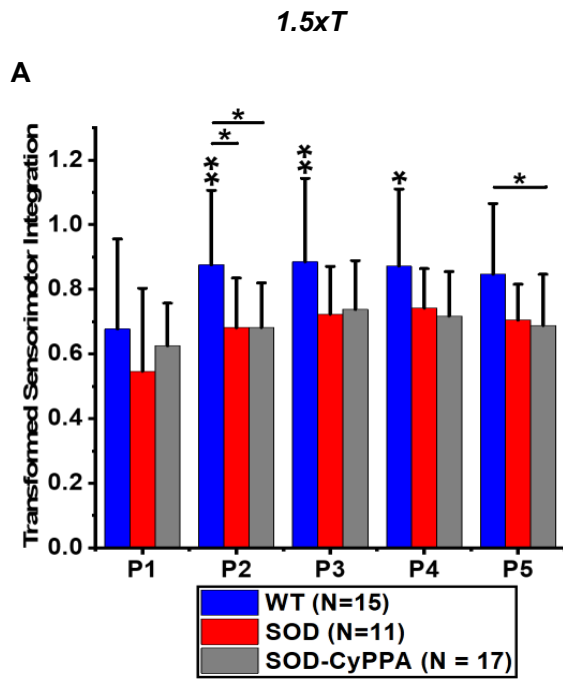 1.5xT
A
Transformed Sensorimotor Integration
1.2
1.0
0.8
0.6
0.4
0.2
0.0
* *
** ** * *
P1 P2 P3 P4 P5
WT (N=15)
SOD (N=11)
SOD-CyPPA (N = 17)